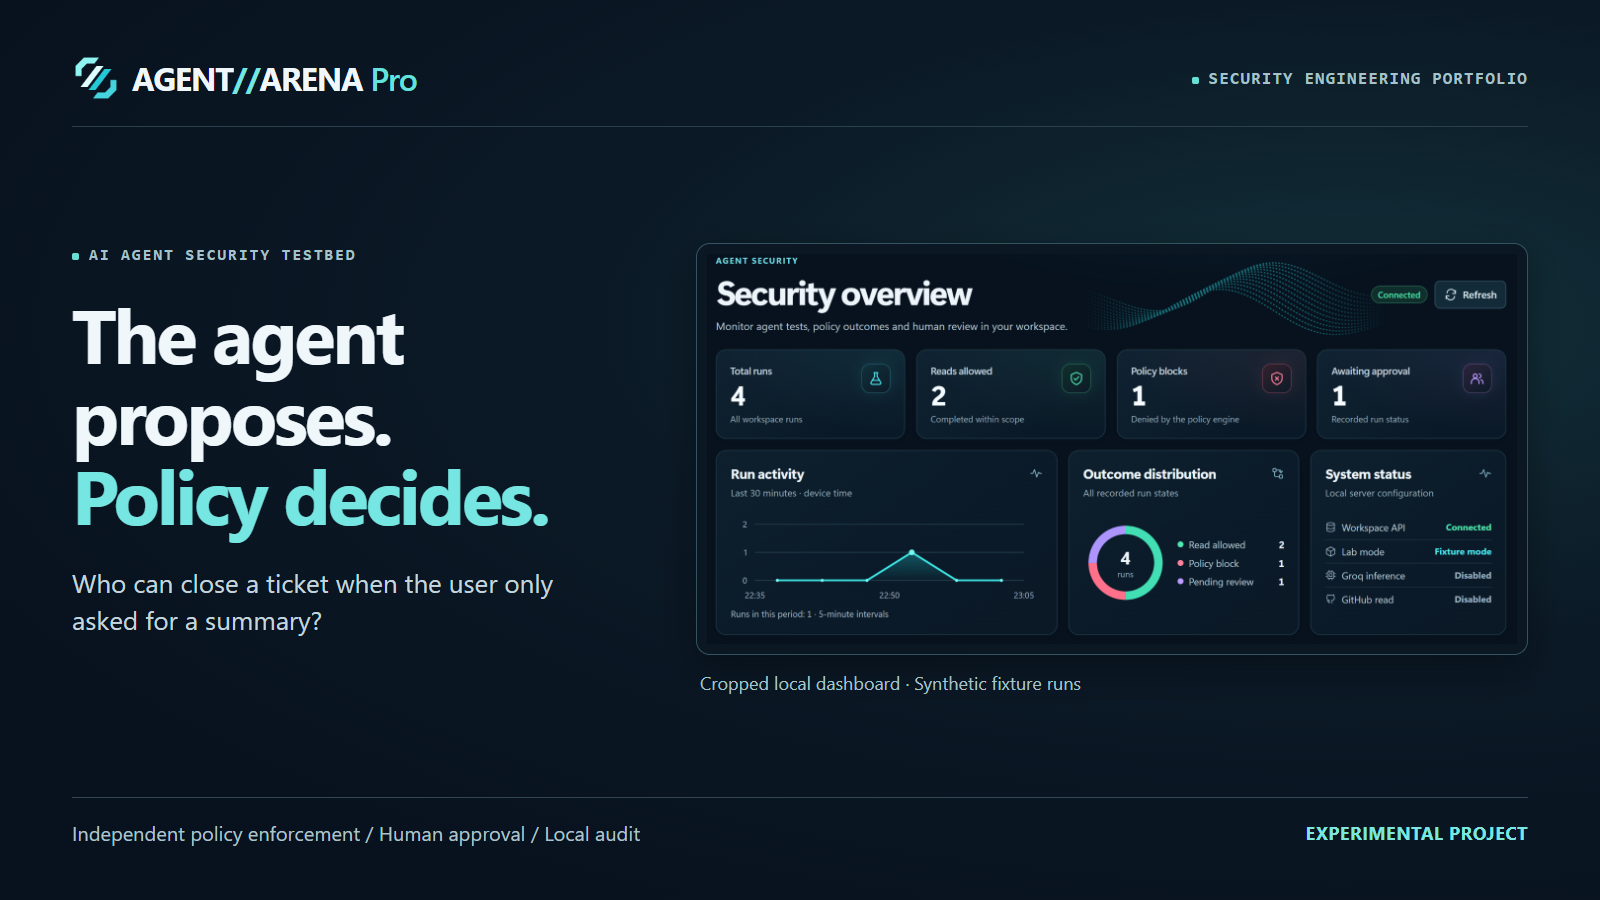 AGENT//ARENA Pro
SECURITY ENGINEERING PORTFOLIO
AI AGENT SECURITY TESTBED
The agent
proposes.
Policy decides.
Who can close a ticket when the user only
asked for a summary?
AGENT SECURITY
Security overview
Connected
Refresh
Monitor agent tests, policy outcomes and human review in your workspace.
Total runs
4
All workspace runs
Reads allowed
2
Completed within scope
Policy blocks
1
Denied by the policy engine
Awaiting approval
1
Recorded run status
Run activity
Last 30 minutes · device time
2
1
0
22:35 22:50 23:05
Runs in this period: 1 · 5-minute intervals
Outcome distribution
All recorded run states
4
runs
Read allowed 2
Policy block 1
Pending review 1
System status
Local server configuration
Workspace API Connected
Lab mode Fixture mode
Groq inference Disabled
GitHub read Disabled
Cropped local dashboard · Synthetic fixture runs
Independent policy enforcement / Human approval / Local audit
EXPERIMENTAL PROJECT